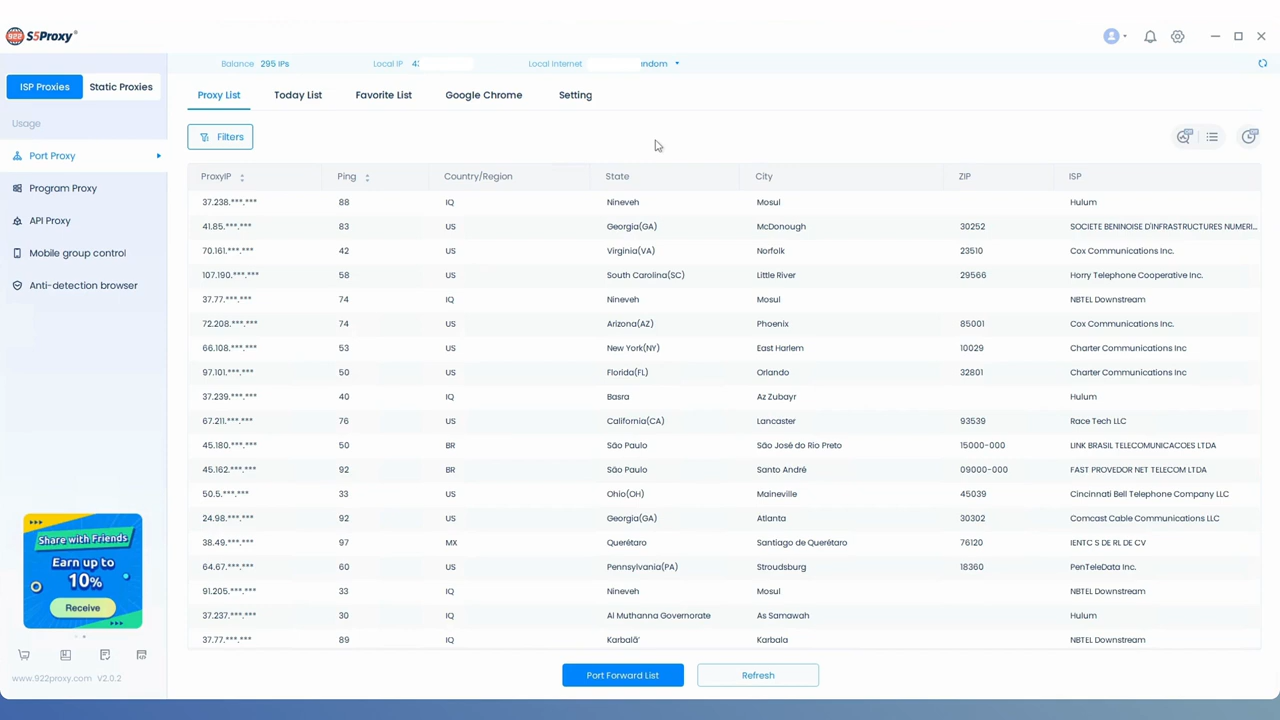 922 S5Proxy®
Balance 295 IPs Local IP 4 Local Internet ndom
ISP Proxies Static Proxies
Proxy List Today List Favorite List Google Chrome Setting
Usage
Filters
Port Proxy
Program Proxy
API Proxy
Mobile group control
Anti-detection browser
ProxyIP Ping Country/Region State City ZIP ISP
37.238.***.*** 88 IQ Nineveh Mosul Hulum
41.85.***.*** 83 US Georgia(GA) McDonough 30252 SOCIETE BENINOISE D'INFRASTRUCTURES NUMERI...
70.161.***.*** 42 US Virginia(VA) Norfolk 23510 Cox Communications Inc.
107.190.***.*** 58 US South Carolina(SC) Little River 29566 Horry Telephone Cooperative Inc.
37.77.***.*** 74 IQ Nineveh Mosul NBTEL Downstream
72.208.***.*** 74 US Arizona(AZ) Phoenix 85001 Cox Communications Inc.
66.108.***.*** 53 US New York(NY) East Harlem 10029 Charter Communications Inc
97.101.***.*** 50 US Florida(FL) Orlando 32801 Charter Communications Inc
37.239.***.*** 40 IQ Basra Az Zubayr Hulum
67.211.***.*** 76 US California(CA) Lancaster 93539 Race Tech LLC
45.180.***.*** 50 BR São Paulo São José do Rio Preto 15000-000 LINK BRASIL TELECOMUNICACOES LTDA
45.162.***.*** 92 BR São Paulo Santo André 09000-000 FAST PROVEDOR NET TELECOM LTDA
50.5.***.*** 33 US Ohio(OH) Maineville 45039 Cincinnati Bell Telephone Company LLC
24.98.***.*** 92 US Georgia(GA) Atlanta 30302 Comcast Cable Communications LLC
38.49.***.*** 97 MX Querétaro Santiago de Querétaro 76120 IENTC S DE RL DE CV
64.67.***.*** 60 US Pennsylvania(PA) Stroudsburg 18360 PenTeleData Inc.
91.205.***.*** 33 IQ Nineveh Mosul NBTEL Downstream
37.237.***.*** 30 IQ Al Muthanna Governorate As Samawah Hulum
37.77.***.*** 89 IQ Karbalā' Karbala NBTEL Downstream
Share with Friends
Earn up to
10%
Receive
Port Forward List Refresh
www.922proxy.com V2.0.2